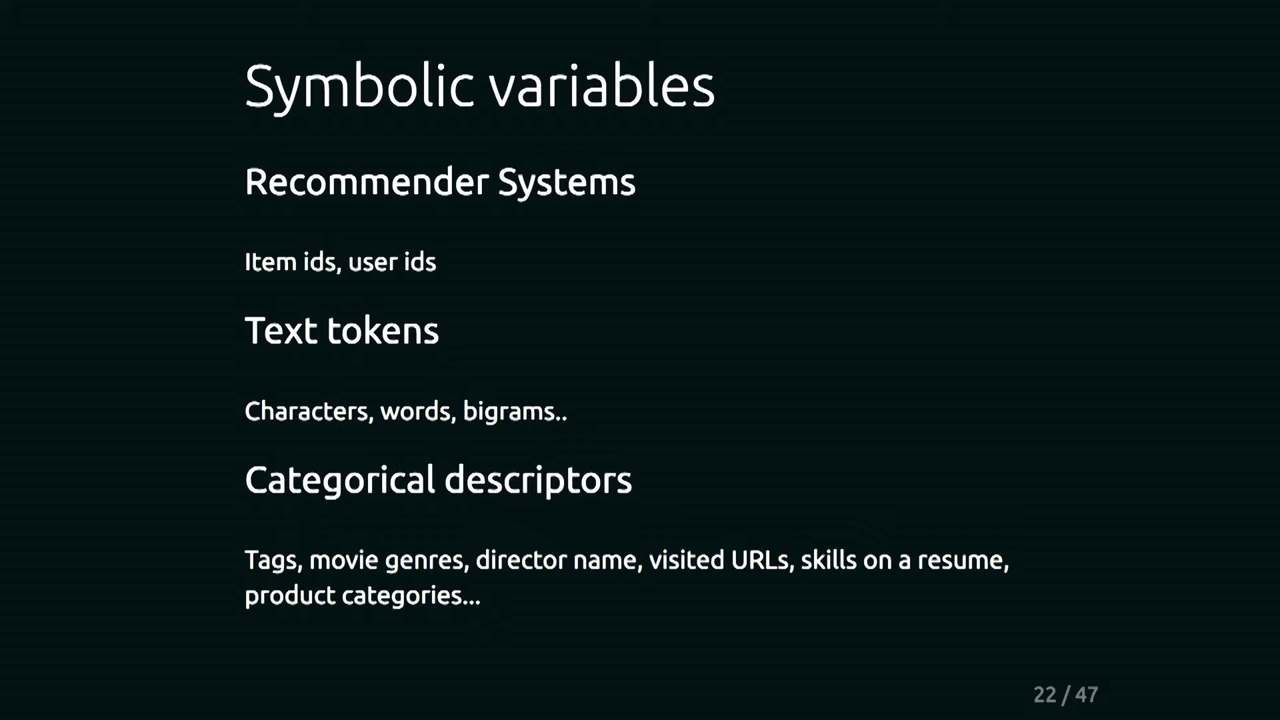 Symbolic variables
Recommender Systems
Item ids, user ids
Text tokens
Characters, words, bigrams..
Categorical descriptors
Tags, movie genres, director name, visited URLs, skills on a resume,
product categories...
22 / 47